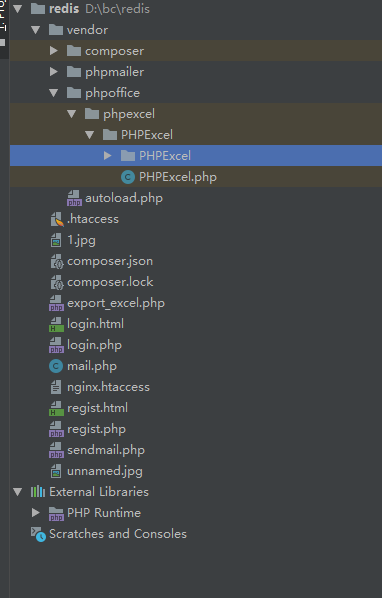 redis D:\bc\redis
vendor
composer
phpmailer
phpoffice
phpexcel
PHPExcel
PHPExcel
PHPExcel.php
autoload.php
.htaccess
1.jpg
composer.json
composer.lock
export_excel.php
login.html
login.php
mail.php
nginx.htaccess
regist.html
regist.php
sendmail.php
unnamed.jpg
External Libraries
PHP Runtime
Scratches and Consoles